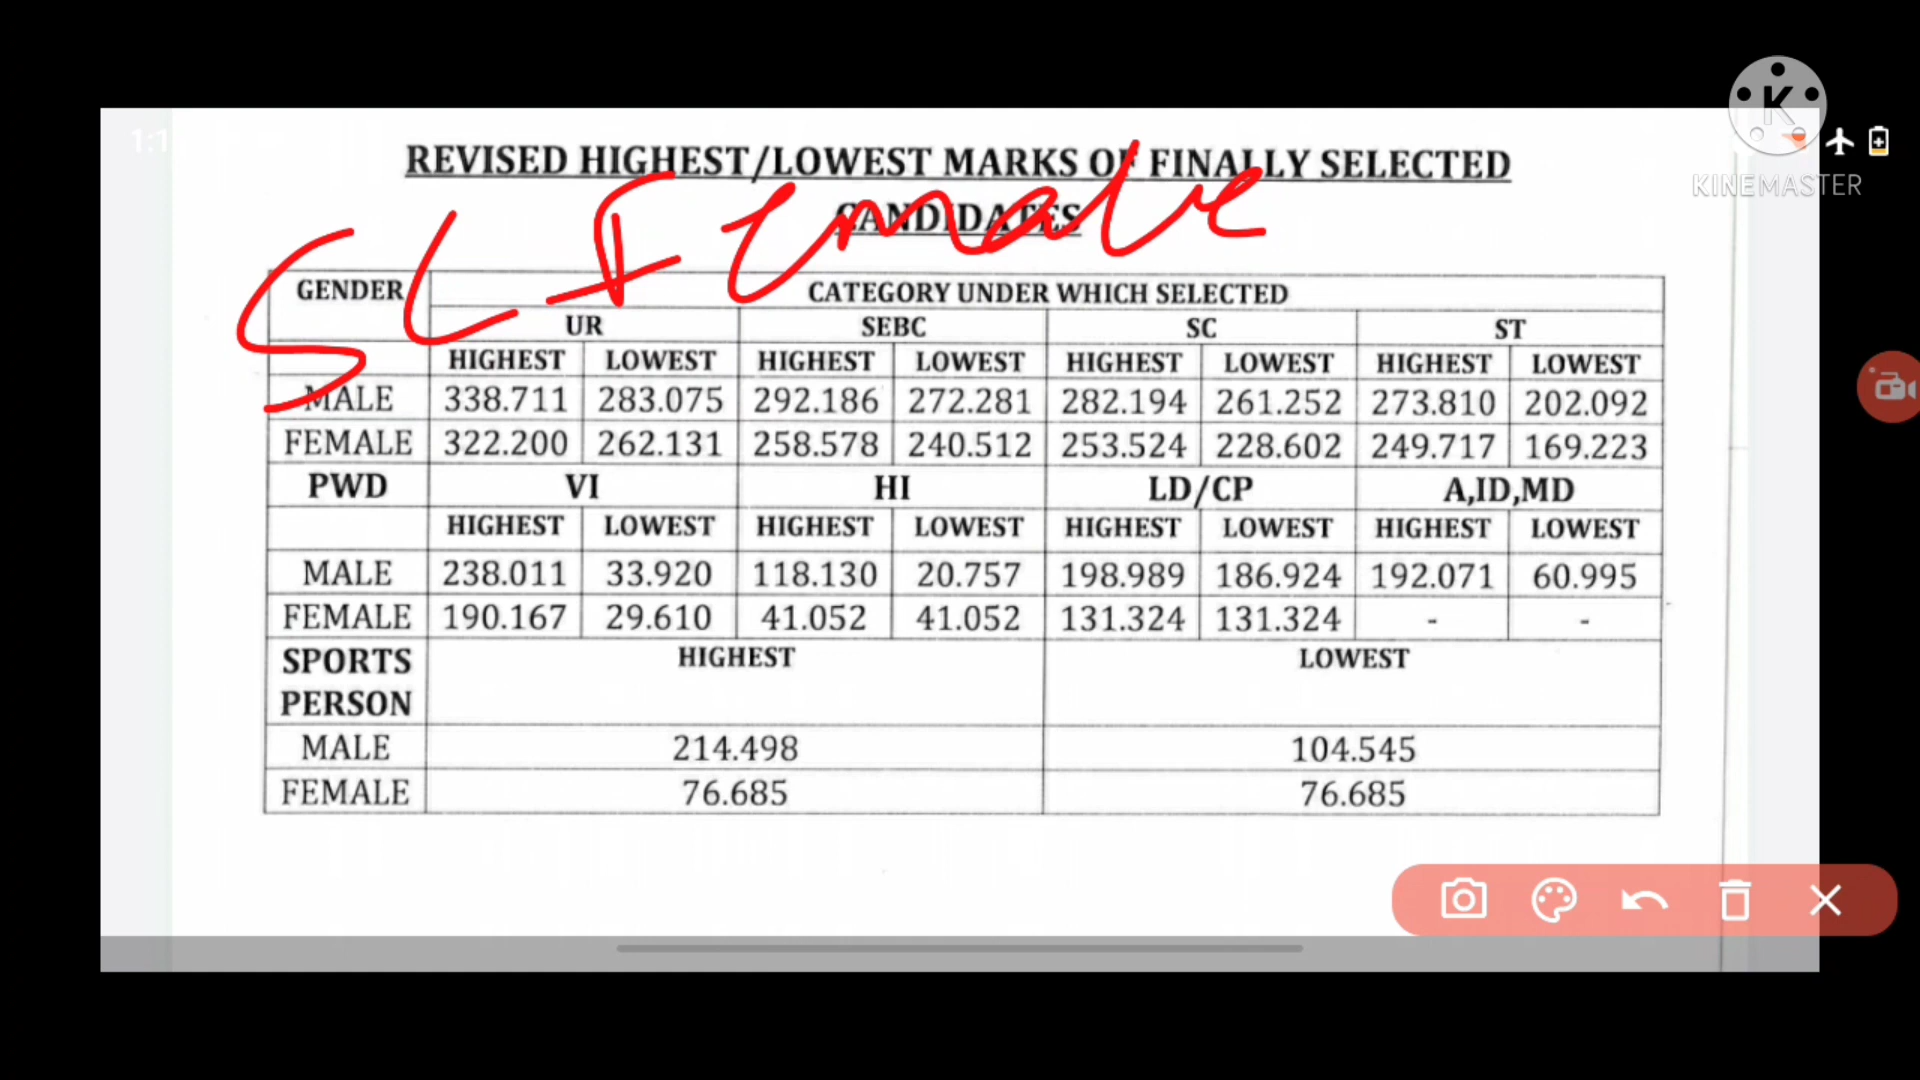 1:1
KINEMASTER
REVISED HIGHEST/LOWEST MARKS OF FINALLY SELECTED
CANDIDATES
Female
GENDER CATEGORY UNDER WHICH SELECTED
UR SEBC SC ST
HIGHEST LOWEST HIGHEST LOWEST HIGHEST LOWEST HIGHEST LOWEST
MALE 338.711 283.075 292.186 272.281 282.194 261.252 273.810 202.092
FEMALE 322.200 262.131 258.578 240.512 253.524 228.602 249.717 169.223
PWD VI HI LD/CP A,ID,MD
HIGHEST LOWEST HIGHEST LOWEST HIGHEST LOWEST HIGHEST LOWEST
MALE 238.011 33.920 118.130 20.757 198.989 186.924 192.071 60.995
FEMALE 190.167 29.610 41.052 41.052 131.324 131.324 - -
SPORTS HIGHEST LOWEST
PERSON
MALE 214.498 104.545
FEMALE 76.685 76.685